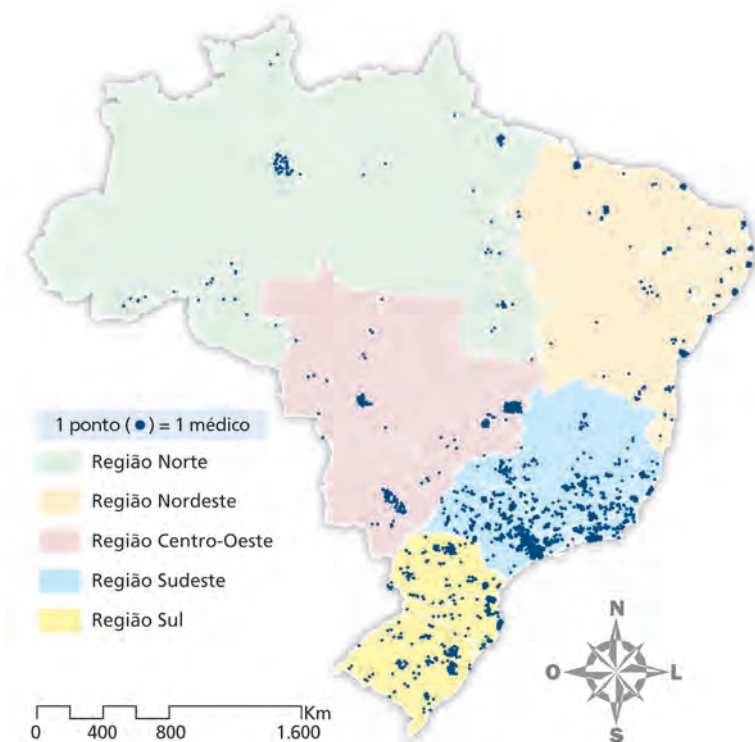 1 ponto (●) = 1 médico
Região Norte
Região Nordeste
Região Centro-Oeste
Região Sudeste
Região Sul
N
O L
S
Km
0 400 800 1.600